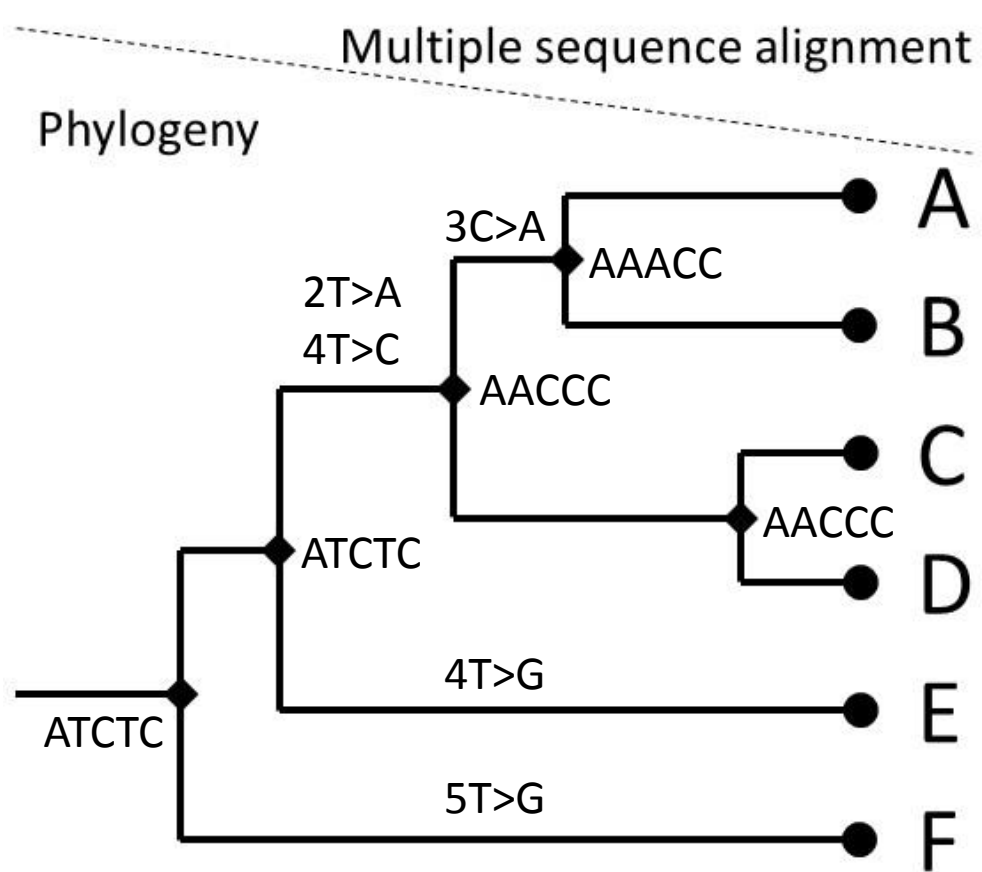 Multiple sequence alignment
Phylogeny
A
3C>A
AAACC
2T>A
4T>C
B
AACCC
C
AACCC
ATCTC
D
4T>G
E
ATCTC
5T>G
F